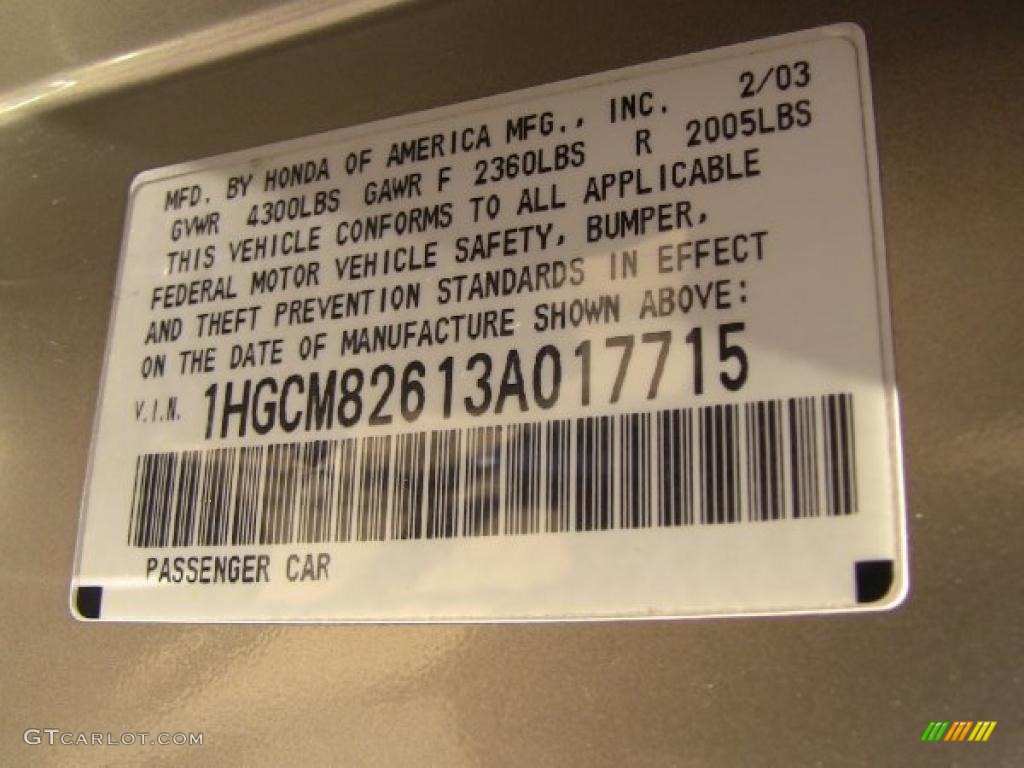 MFD. BY HONDA OF AMERICA MFG., INC. 2/03
GVWR 4300LBS GAWR F 2360LBS R 2005LBS
THIS VEHICLE CONFORMS TO ALL APPLICABLE
FEDERAL MOTOR VEHICLE SAFETY, BUMPER,
AND THEFT PREVENTION STANDARDS IN EFFECT
ON THE DATE OF MANUFACTURE SHOWN ABOVE:
V.I.N. 1HGCM82613A017715
PASSENGER CAR
GTCARLOT.COM